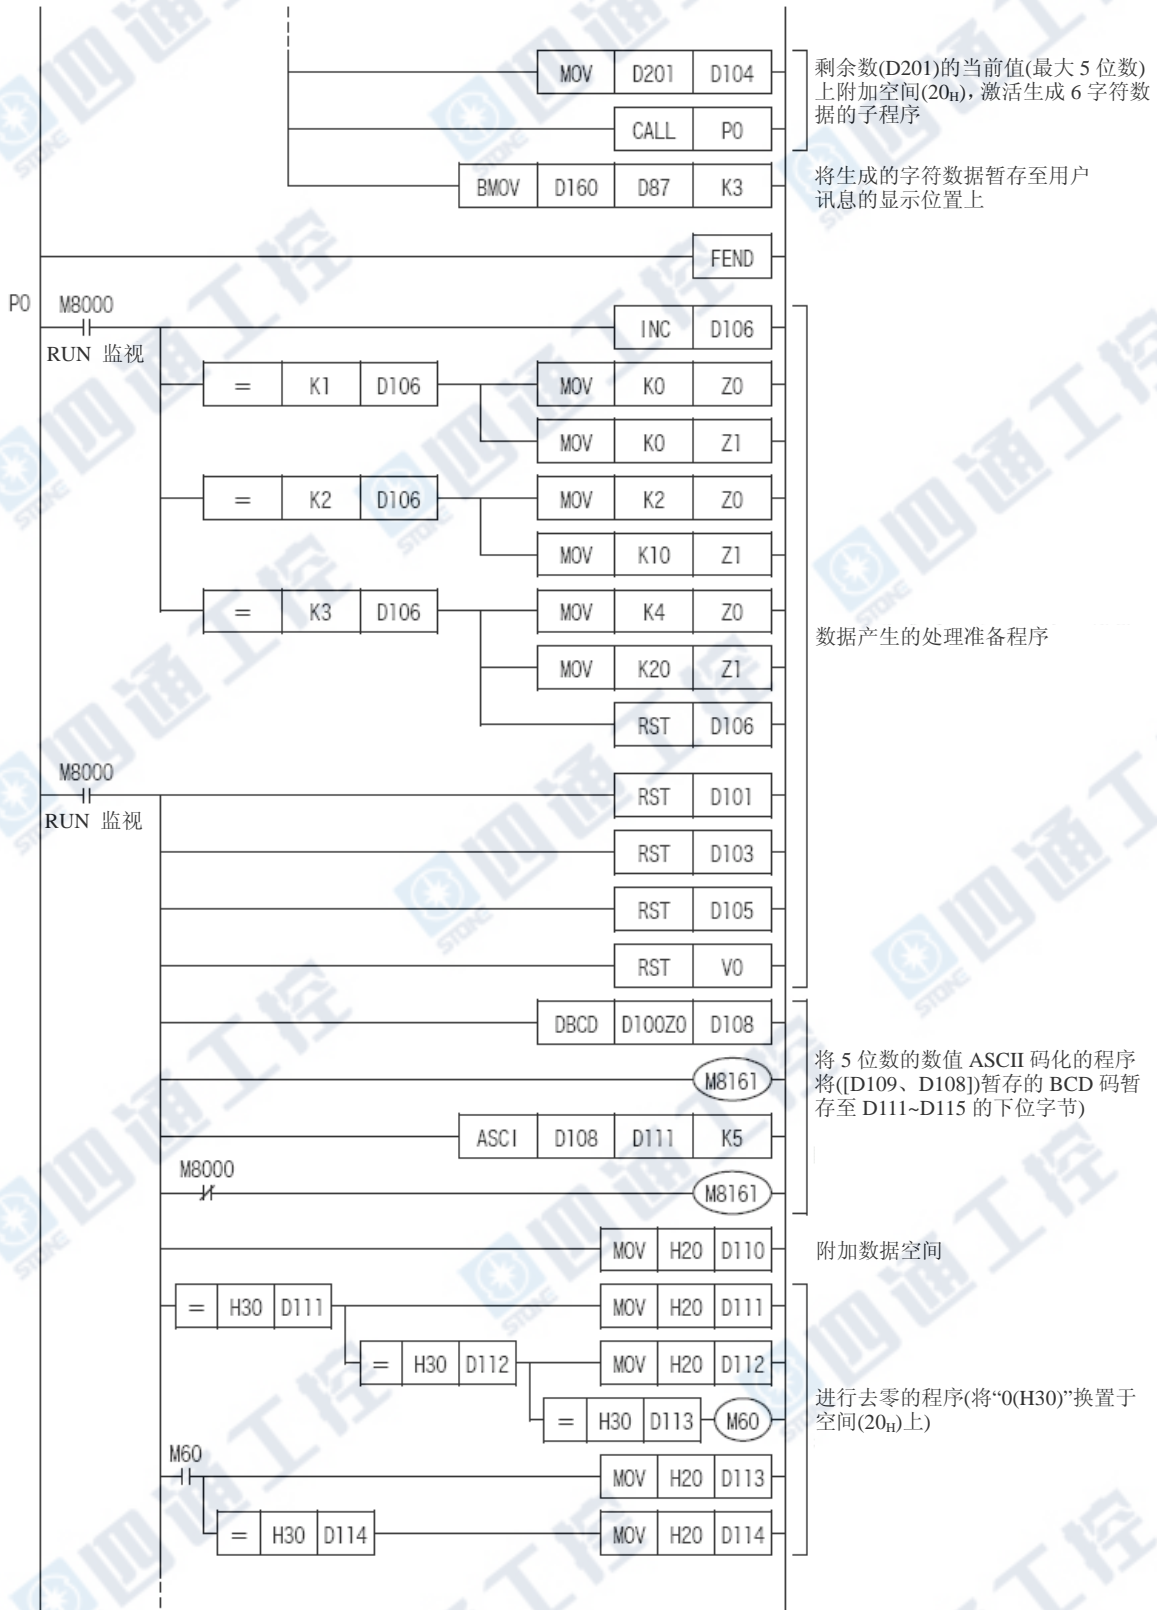 MOV D201 D104
剩余数(D201)的当前值(最大 5 位数)
上附加空间(20H)，激活生成 6 字符数
据的子程序
CALL P0
BMOV D160 D87 K3
将生成的字符数据暂存至用户
讯息的显示位置上
FEND
P0 M8000
RUN 监视
INC D106
= K1 D106 MOV K0 Z0
MOV K0 Z1
= K2 D106 MOV K2 Z0
MOV K10 Z1
= K3 D106 MOV K4 Z0
数据产生的处理准备程序
MOV K20 Z1
RST D106
M8000
RUN 监视
RST D101
RST D103
RST D105
RST V0
DBCD D100Z0 D108
将 5 位数的数值 ASCII 码化的程序
将([D109、D108])暂存的 BCD 码暂
存至 D111~D115 的下位字节)
M8161
ASCI D108 D111 K5
M8000
M8161
MOV H20 D110
附加数据空间
= H30 D111 MOV H20 D111
= H30 D112 MOV H20 D112
= H30 D113 M60
进行去零的程序(将“0(H30)”换置于
空间(20H)上)
M60
MOV H20 D113
= H30 D114 MOV H20 D114
四通工控
STONE